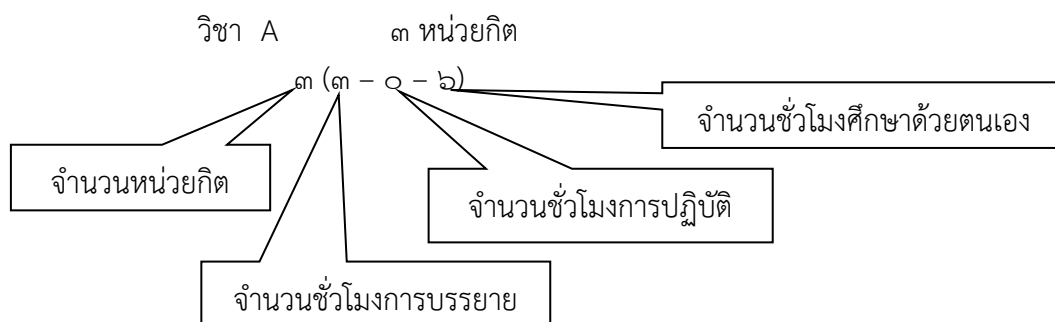 วิชา A ๓ หน่วยกิต
๓ (๓ – ๐ – ๖)
จำนวนชั่วโมงศึกษาด้วยตนเอง
จำนวนหน่วยกิต
จำนวนชั่วโมงการปฏิบัติ
จำนวนชั่วโมงการบรรยาย